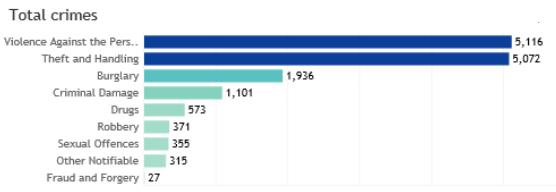 Total crimes
Violence Against the Pers.. 5,116
Theft and Handling 5,072
Burglary 1,936
Criminal Damage 1,101
Drugs 573
Robbery 371
Sexual Offences 355
Other Notifiable 315
Fraud and Forgery 27